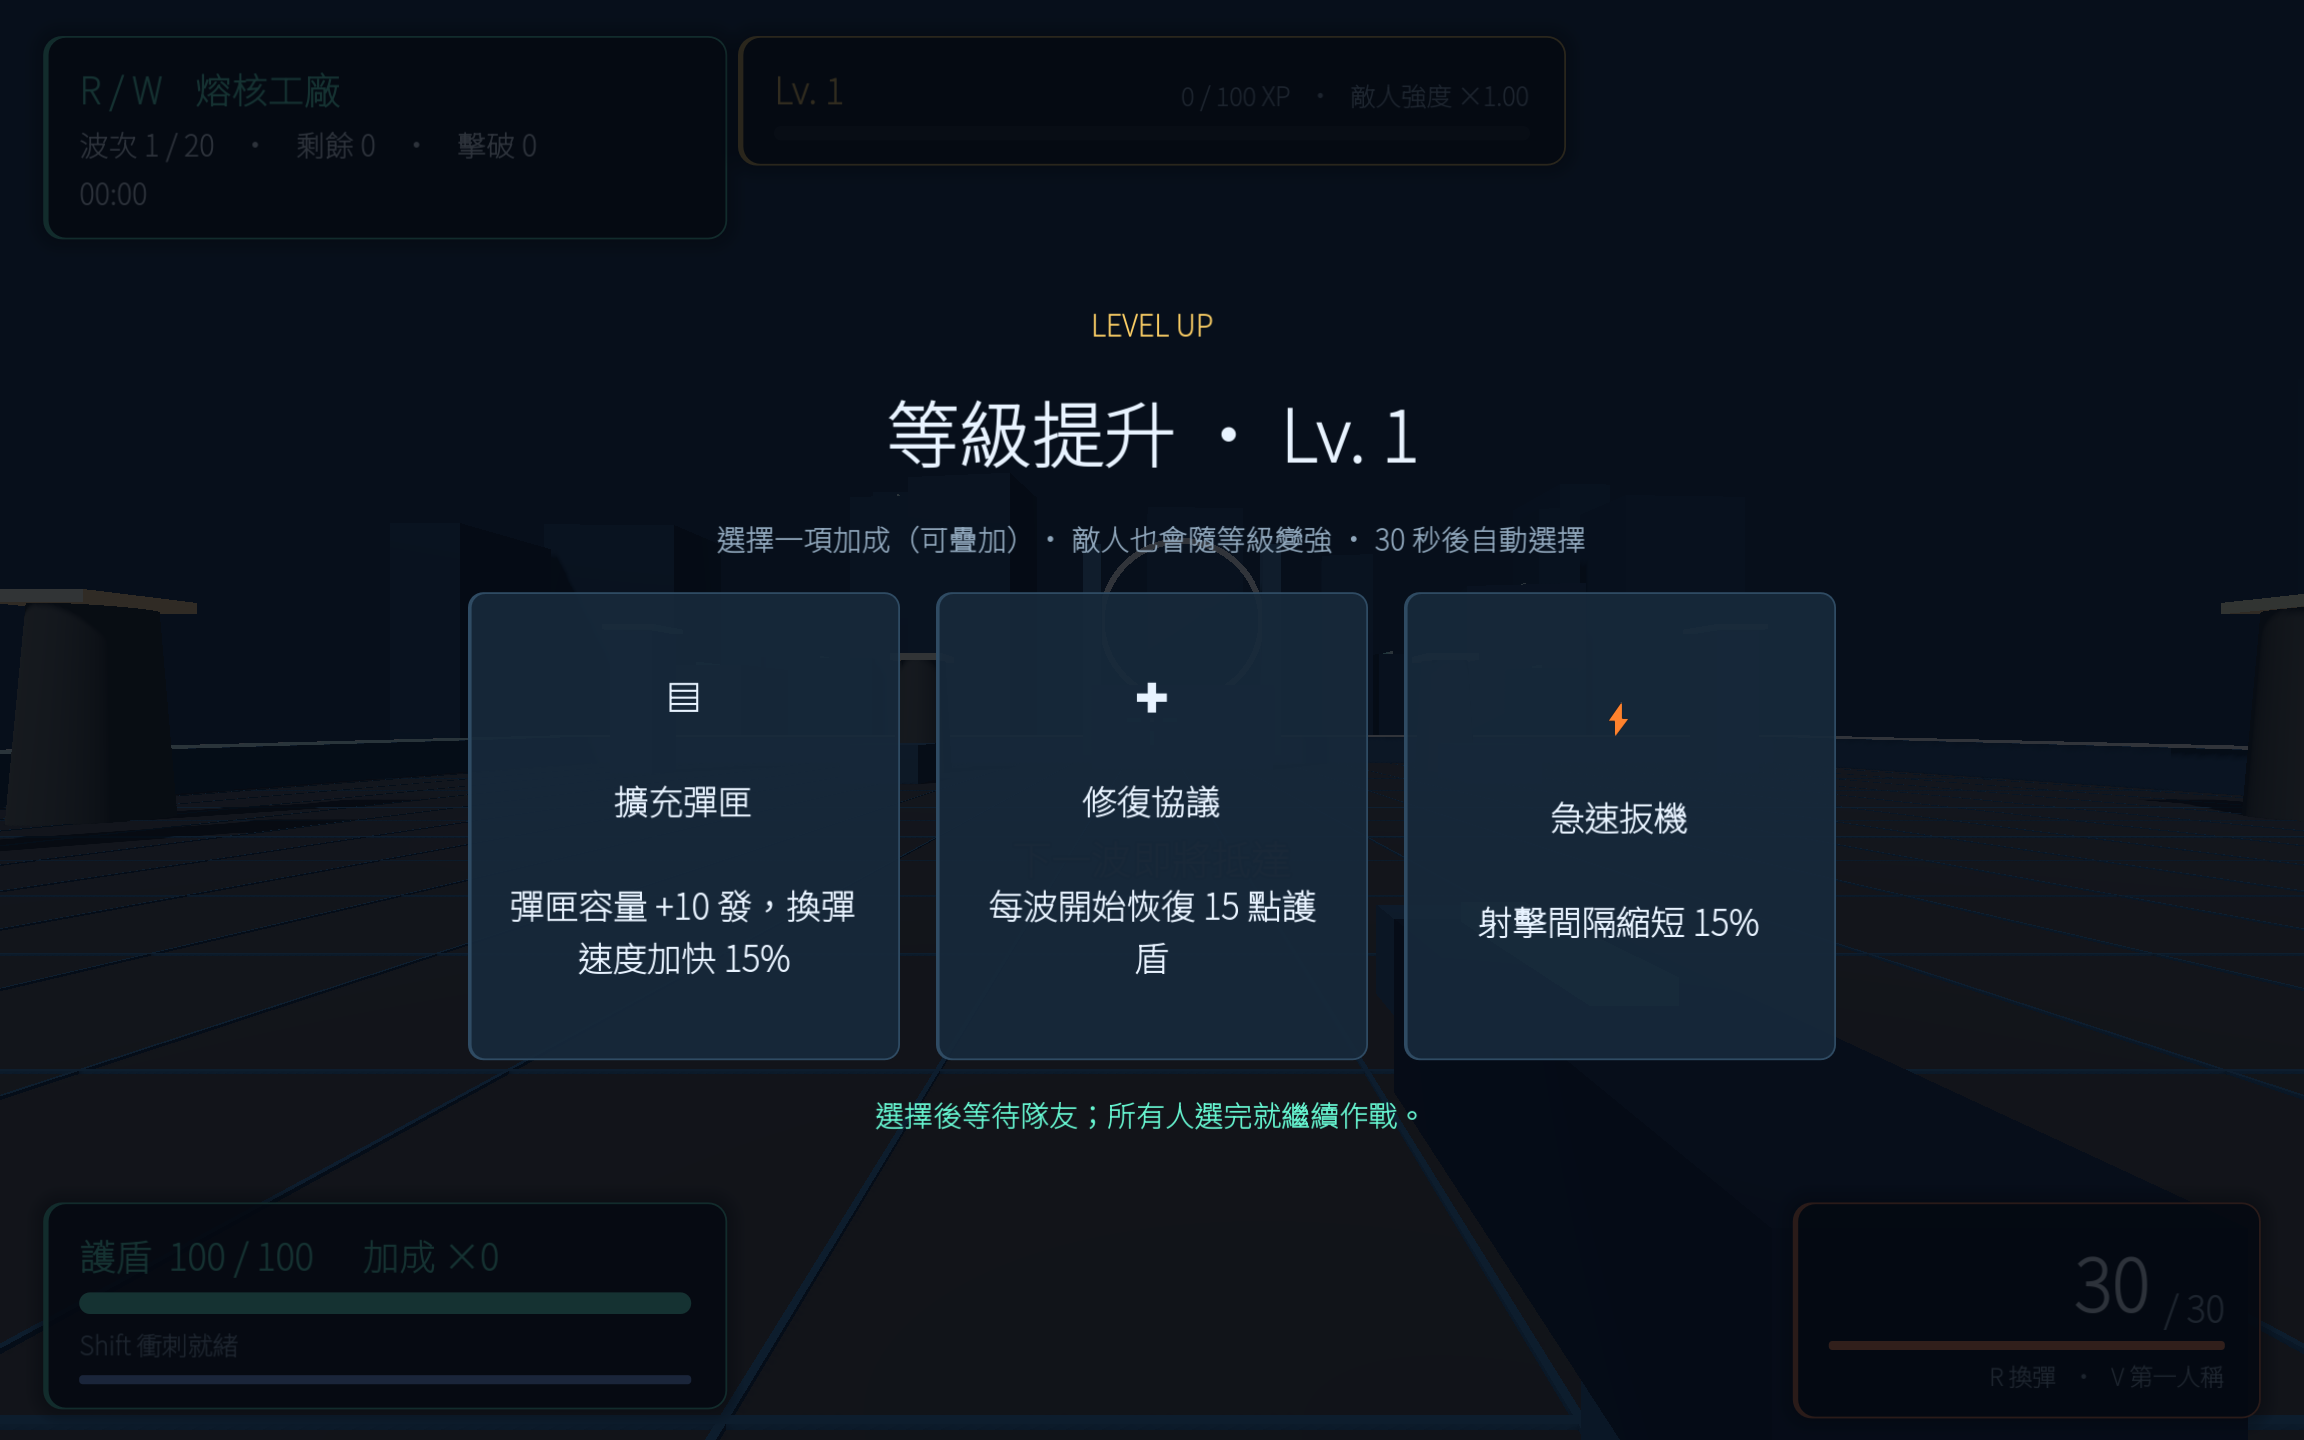 R / W 熔核工廠
波次 1 / 20 · 剩餘 0 · 擊破 0
00:00
Lv. 1
0 / 100 XP · 敵人強度 ×1.00
LEVEL UP
等級提升 · Lv. 1
選擇一項加成（可疊加）· 敵人也會隨等級變強 · 30 秒後自動選擇
擴充彈匣
彈匣容量 +10 發，換彈
速度加快 15%
修復協議
每波開始恢復 15 點護
盾
急速扳機
射擊間隔縮短 15%
選擇後等待隊友；所有人選完就繼續作戰。
護盾 100 / 100 加成 ×0
Shift 衝刺就緒
30 / 30
R 換彈 · V 第一人稱